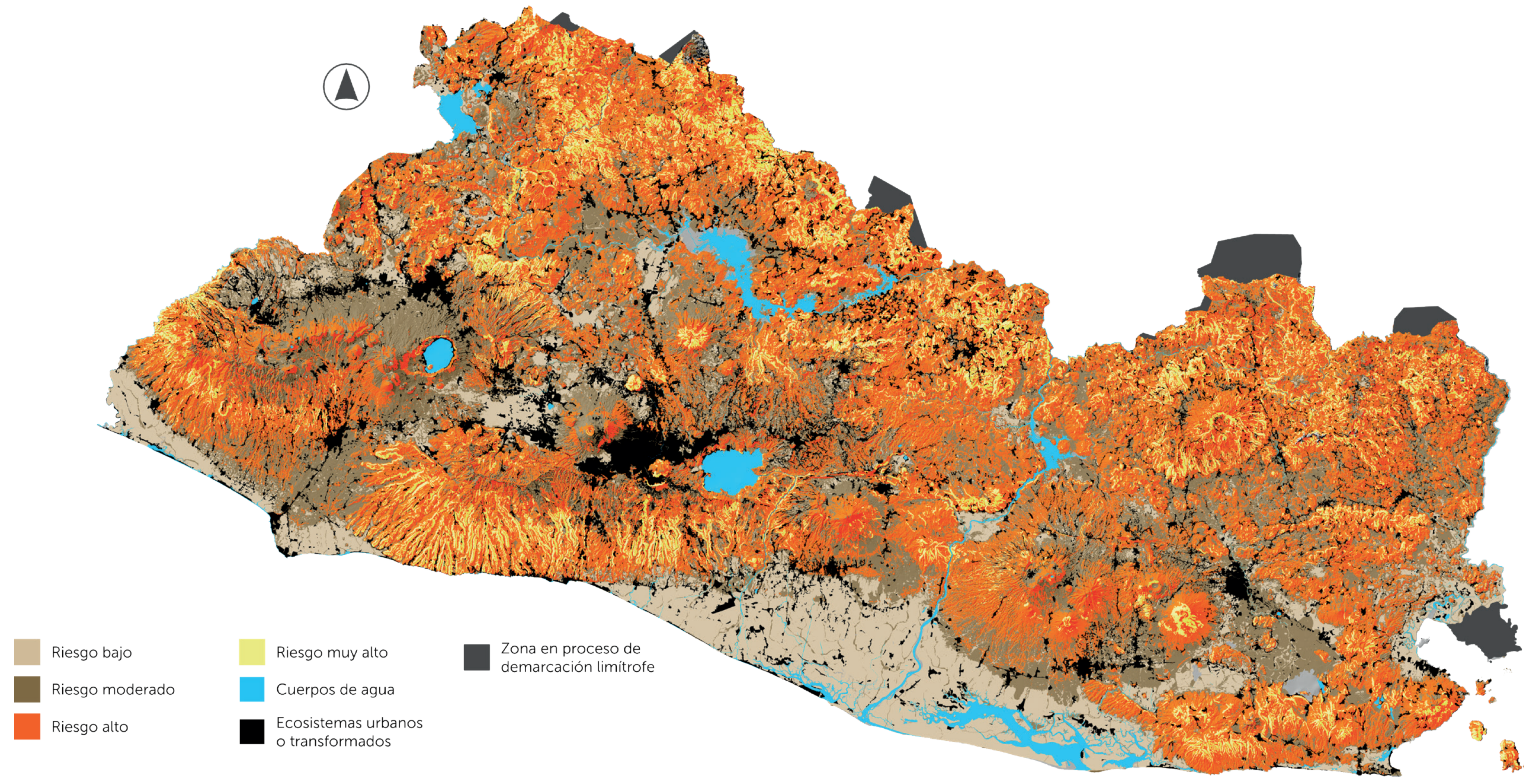 Riesgo bajo
Riesgo moderado
Riesgo alto
Riesgo muy alto
Cuerpos de agua
Ecosistemas urbanos
o transformados
Zona en proceso de
demarcación limítrofe